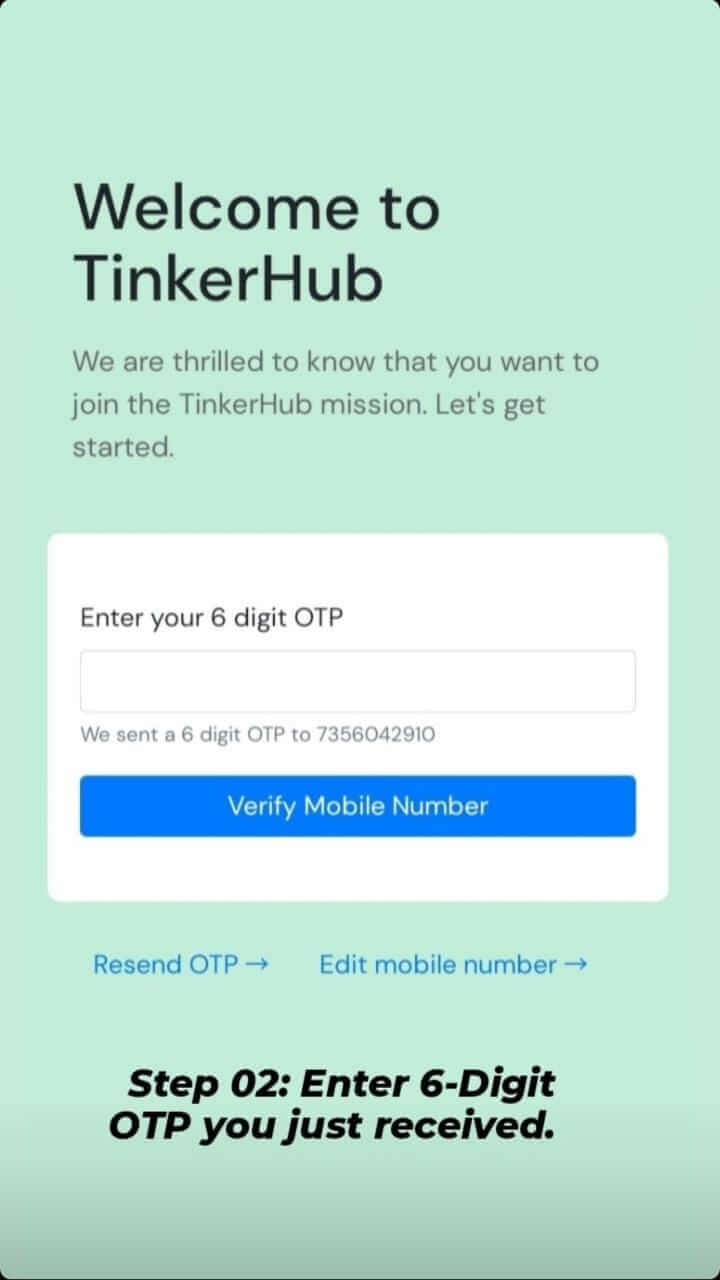 Welcome to
TinkerHub
We are thrilled to know that you want to
join the TinkerHub mission. Let's get
started.
Enter your 6 digit OTP
We sent a 6 digit OTP to 7356042910
Verify Mobile Number
Resend OTP → Edit mobile number →
Step 02: Enter 6-Digit
OTP you just received.